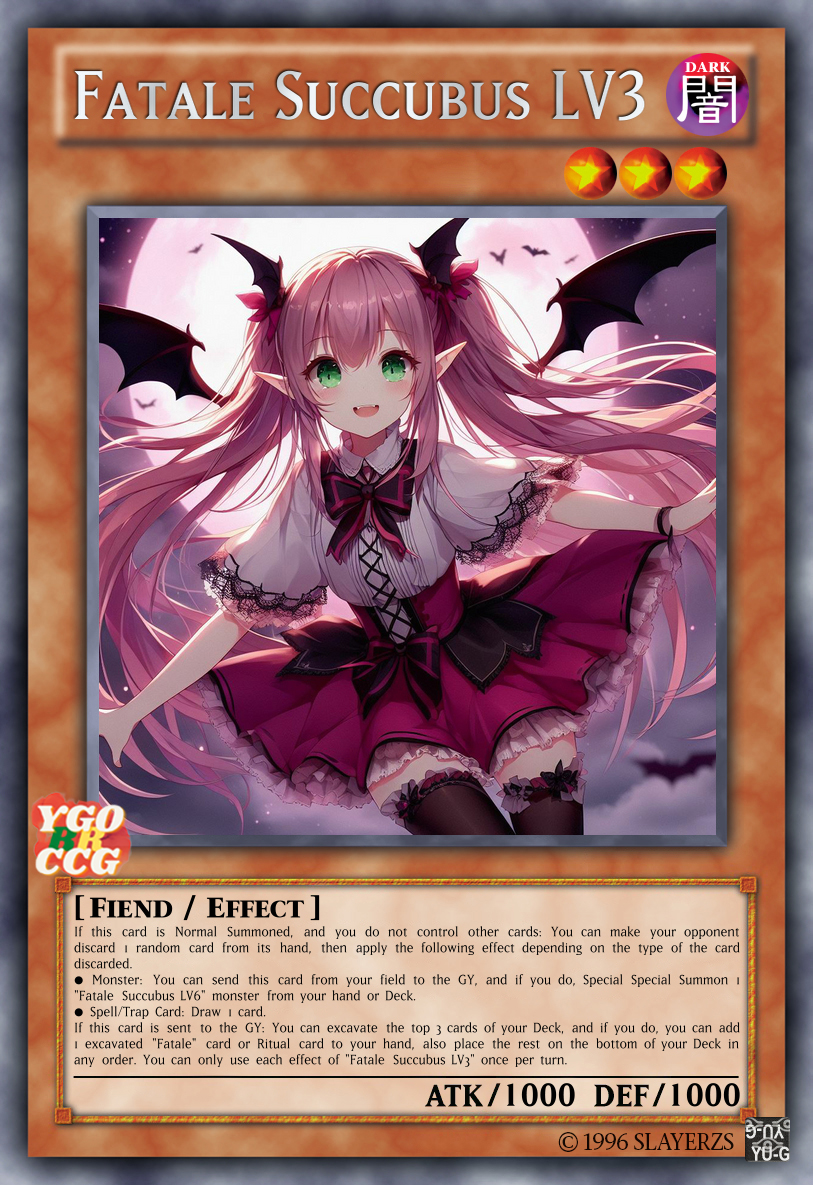 FATALE SUCCUBUS LV3
DARK
闇
YGO
RR
CCG
[ FIEND / EFFECT ]
If this card is Normal Summoned, and you do not control other cards: You can make your opponent
discard 1 random card from its hand, then apply the following effect depending on the type of the card
discarded.
● Monster: You can send this card from your field to the GY, and if you do, Special Special Summon 1
"Fatale Succubus LV6" monster from your hand or Deck.
● Spell/Trap Card: Draw 1 card.
If this card is sent to the GY: You can excavate the top 3 cards of your Deck, and if you do, you can add
1 excavated "Fatale" card or Ritual card to your hand, also place the rest on the bottom of your Deck in
any order. You can only use each effect of "Fatale Succubus LV3" once per turn.
ATK/1000 DEF/1000
© 1996 SLAYERZS
YU-G
YU-G